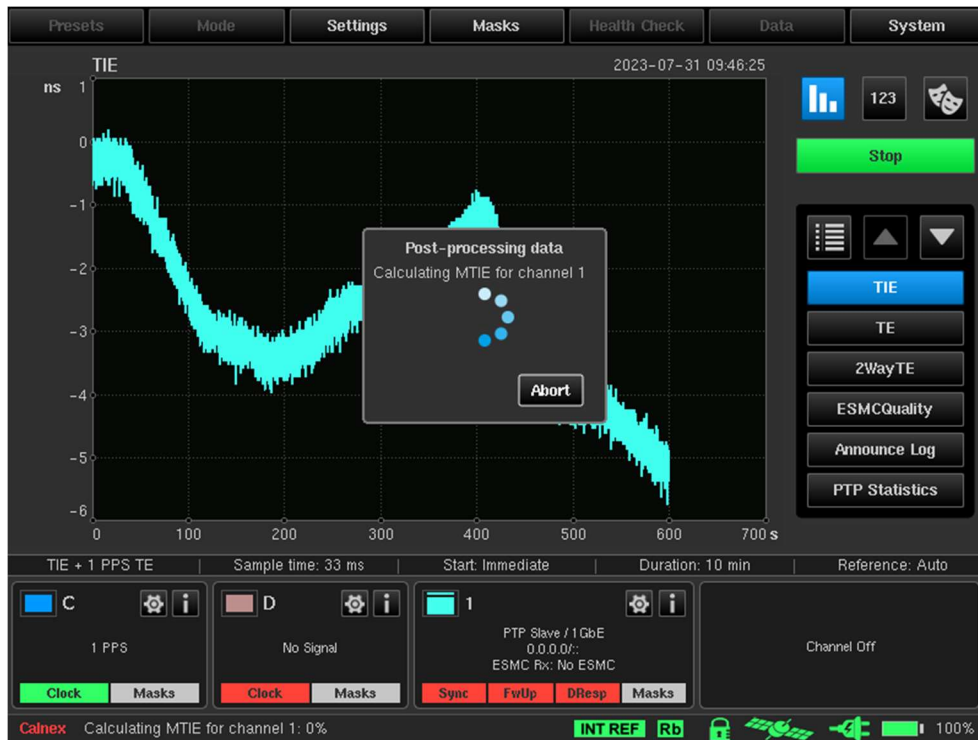 Presets Mode Settings Masks Health Check Data System
TIE 2023-07-31 09:46:25
ns 1
0
-1
-2
-3
-4
-5
-6
0 100 200 300 400 500 600 700 s
Post-processing data
Calculating MTIE for channel 1
Abort
123
Stop
TIE
TE
2WayTE
ESMCQuality
Announce Log
PTP Statistics
TIE + 1 PPS TE | Sample time: 33 ms | Start: Immediate | Duration: 10 min | Reference: Auto
C i
1 PPS
Clock Masks
D i
No Signal
Clock Masks
1 i
PTP Slave / 1GbE
0.0.0.0/::
ESMC Rx: No ESMC
Sync FwUp DResp Masks
Channel Off
Calnex Calculating MTIE for channel 1: 0% INT REF Rb 100%